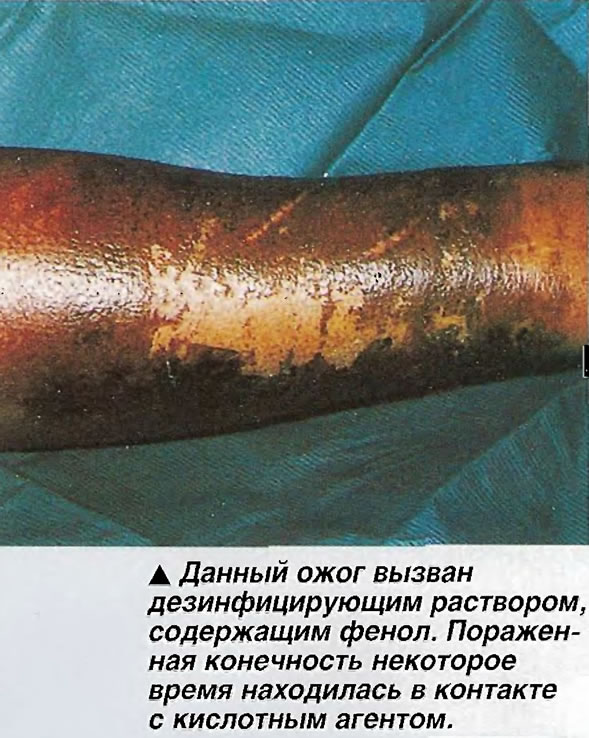 ▲ Данный ожог вызван
дезинфицирующим раствором,
содержащим фенол. Поражен-
ная конечность некоторое
время находилась в контакте
с кислотным агентом.